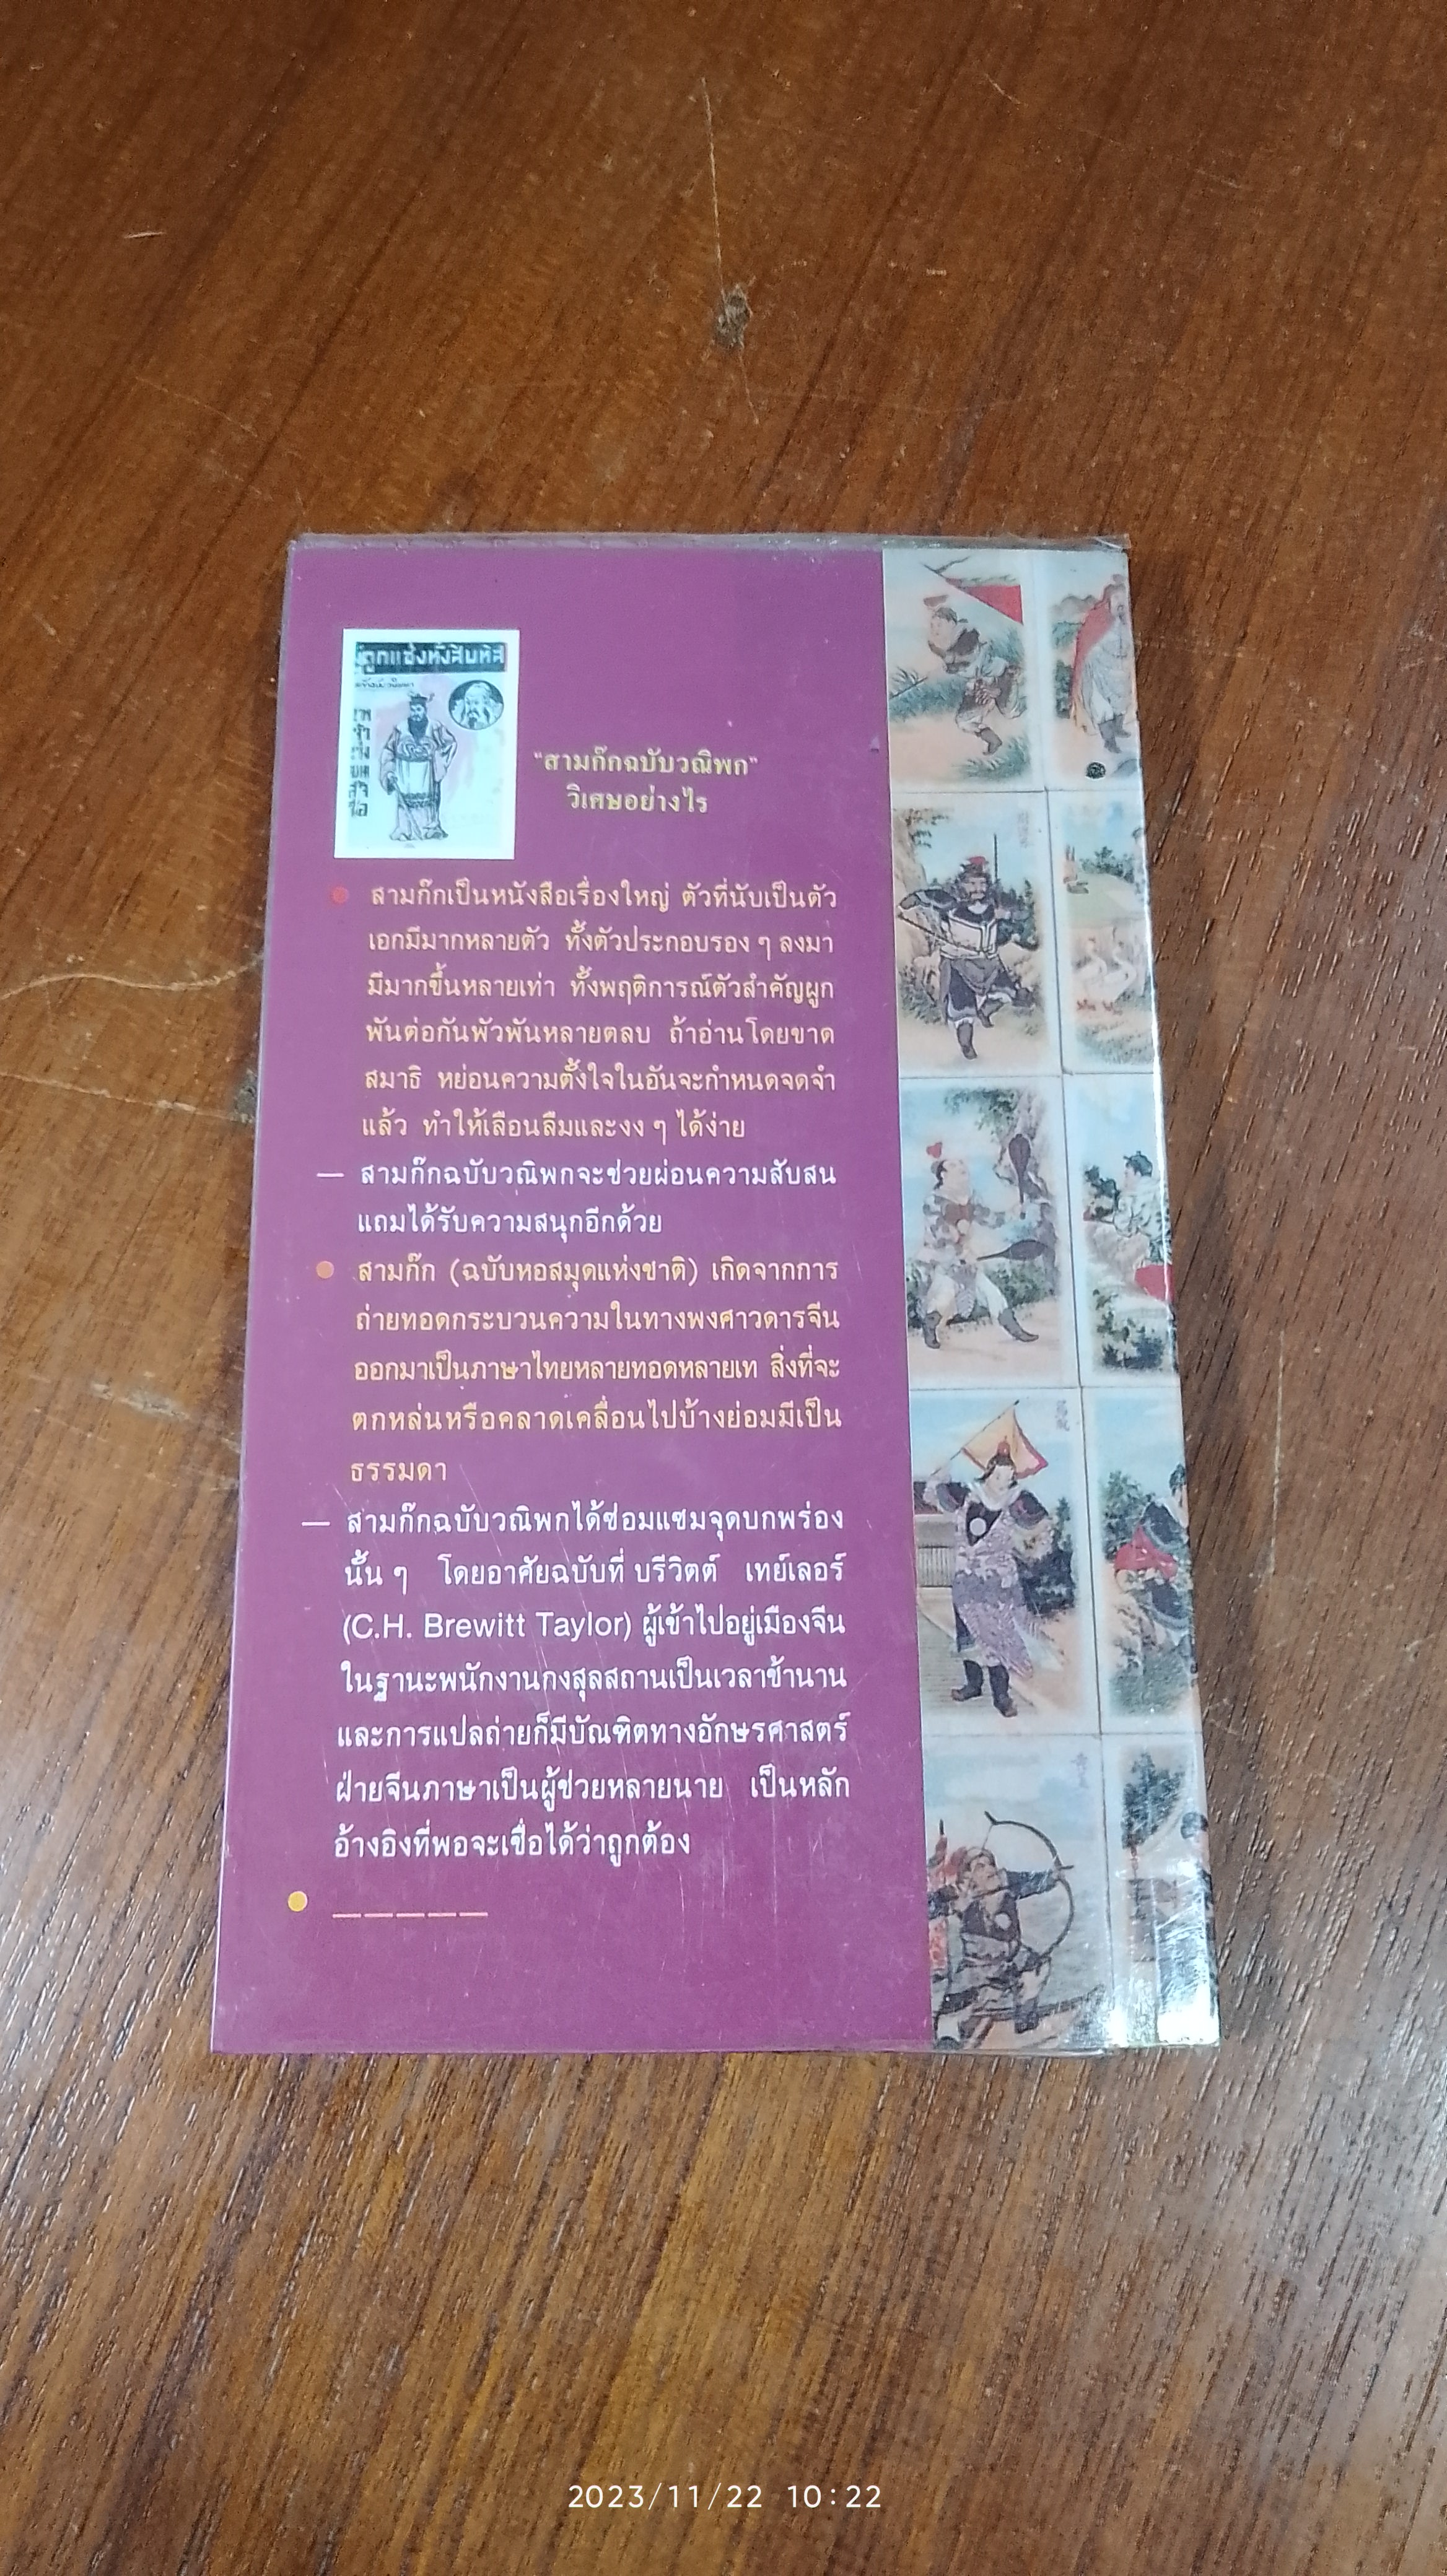 ถูกแช่งทั้งสิบทิศ
"สามก๊กฉบับวณิพก"
วิเศษอย่างไร
สามก๊กเป็นหนังสือเรื่องใหญ่ ตัวที่นับเป็นตัว
เอกมีมากหลายตัว ทั้งตัวประกอบรอง ๆ ลงมา
มีมากขึ้นหลายเท่า ทั้งพฤติการณ์ตัวสำคัญผูก
พันต่อกันพัวพันหลายตลบ ถ้าอ่านโดยขาด
สมาธิ หย่อนความตั้งใจในอันจะกำหนดจดจำ
แล้ว ทำให้เลือนลืมและงง ๆ ได้ง่าย
— สามก๊กฉบับวณิพกจะช่วยผ่อนความสับสน
แถมได้รับความสนุกอีกด้วย
สามก๊ก (ฉบับหอสมุดแห่งชาติ) เกิดจากการ
ถ่ายทอดกระบวนความในทางพงศาวดารจีน
ออกมาเป็นภาษาไทยหลายทอดหลายเท สิ่งที่จะ
ตกหล่นหรือคลาดเคลื่อนไปบ้างย่อมมีเป็น
ธรรมดา
— สามก๊กฉบับวณิพกได้ซ่อมแซมจุดบกพร่อง
นั้น ๆ โดยอาศัยฉบับที่ บรีวิตต์ เทย์เลอร์
(C.H. Brewitt Taylor) ผู้เข้าไปอยู่เมืองจีน
ในฐานะพนักงานกงสุลสถานเป็นเวลาช้านาน
และการแปลถ่ายก็มีบัณฑิตทางอักษรศาสตร์
ฝ่ายจีนภาษาเป็นผู้ช่วยหลายนาย เป็นหลัก
อ้างอิงที่พอจะเชื่อได้ว่าถูกต้อง
2023/11/22 10:22